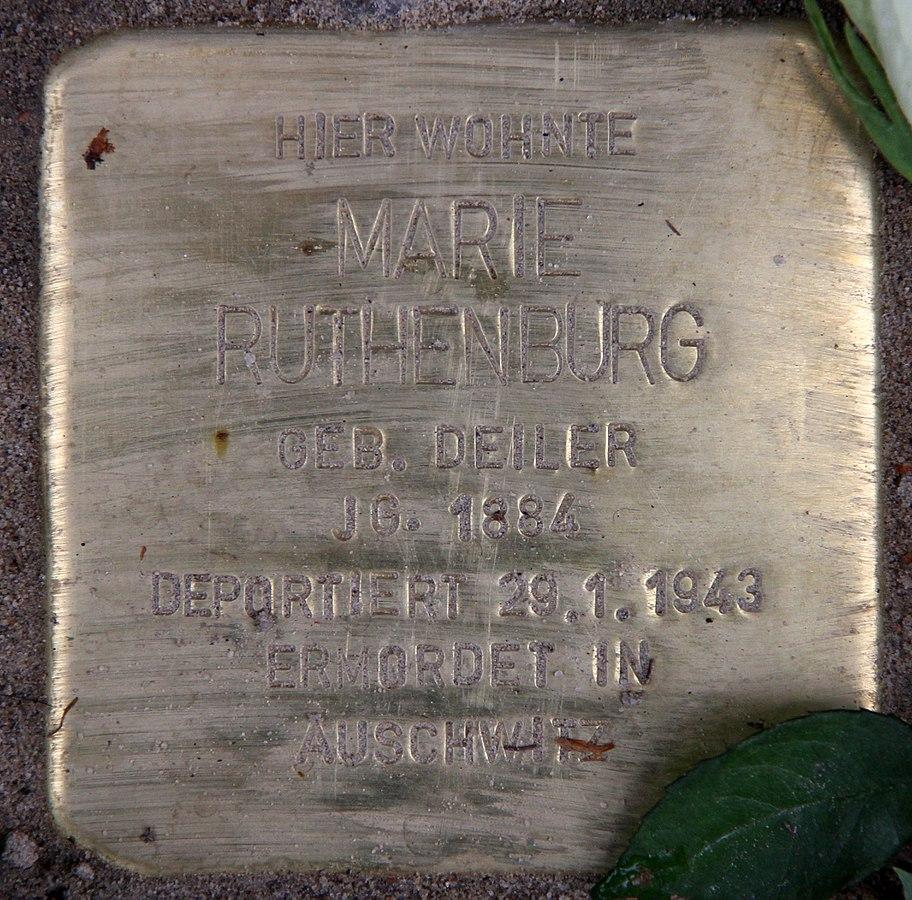 HIER WOHNTE
MARIE
RUTHENBURG
GEB. DEILER
JG. 1884
DEPORTIERT 29.1.1943
ERMORDET IN
AUSCHWITZ